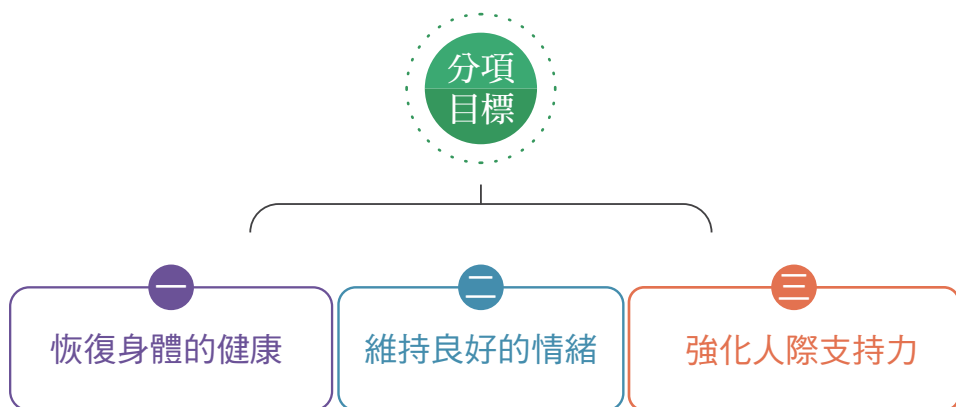 分項
目標
一
恢復身體的健康
二
維持良好的情緒
三
強化人際支持力